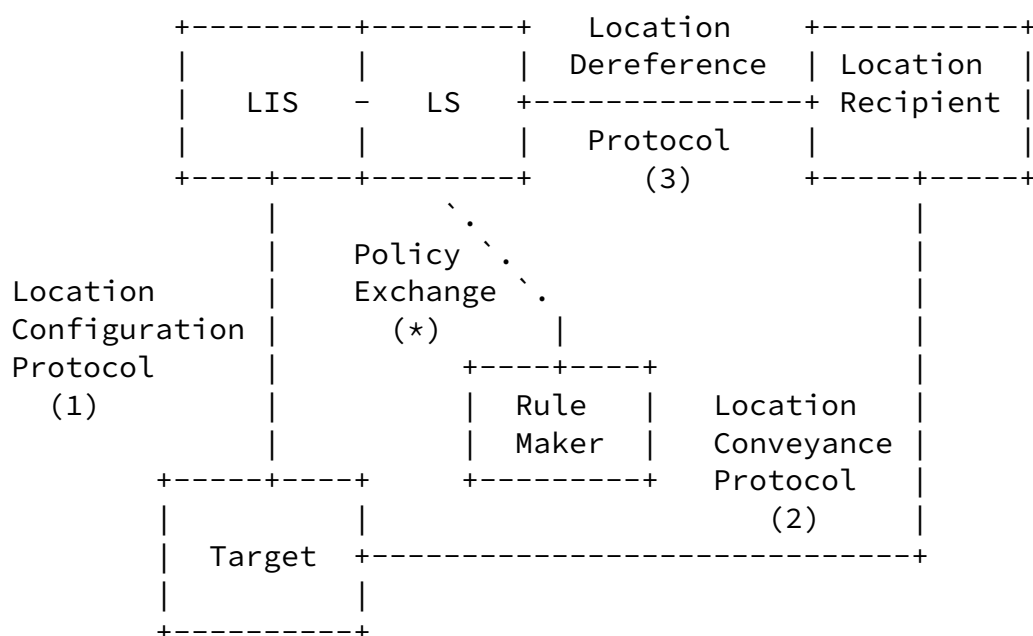 Location
Dereference
Location
LIS - LS
Recipient
Protocol
(3)
Policy
Exchange
(*)
Location
Configuration
Protocol
(1)
Rule
Maker
Location
Conveyance
Protocol
(2)
Target